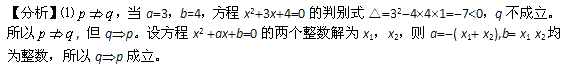 【分析】(1) p ⇏ q，当 a=3，b=4，方程 x²+3x+4=0 的判别式△=3²−4×4×1=−7<0，q 不成立。
所以 p ⇏ q，但 q⇒p。设方程 x² +ax+b=0 的两个整数解为 x₁，x₂，则 a=−( x₁+ x₂),b= x₁ x₂均
为整数，所以 q⇒p 成立。